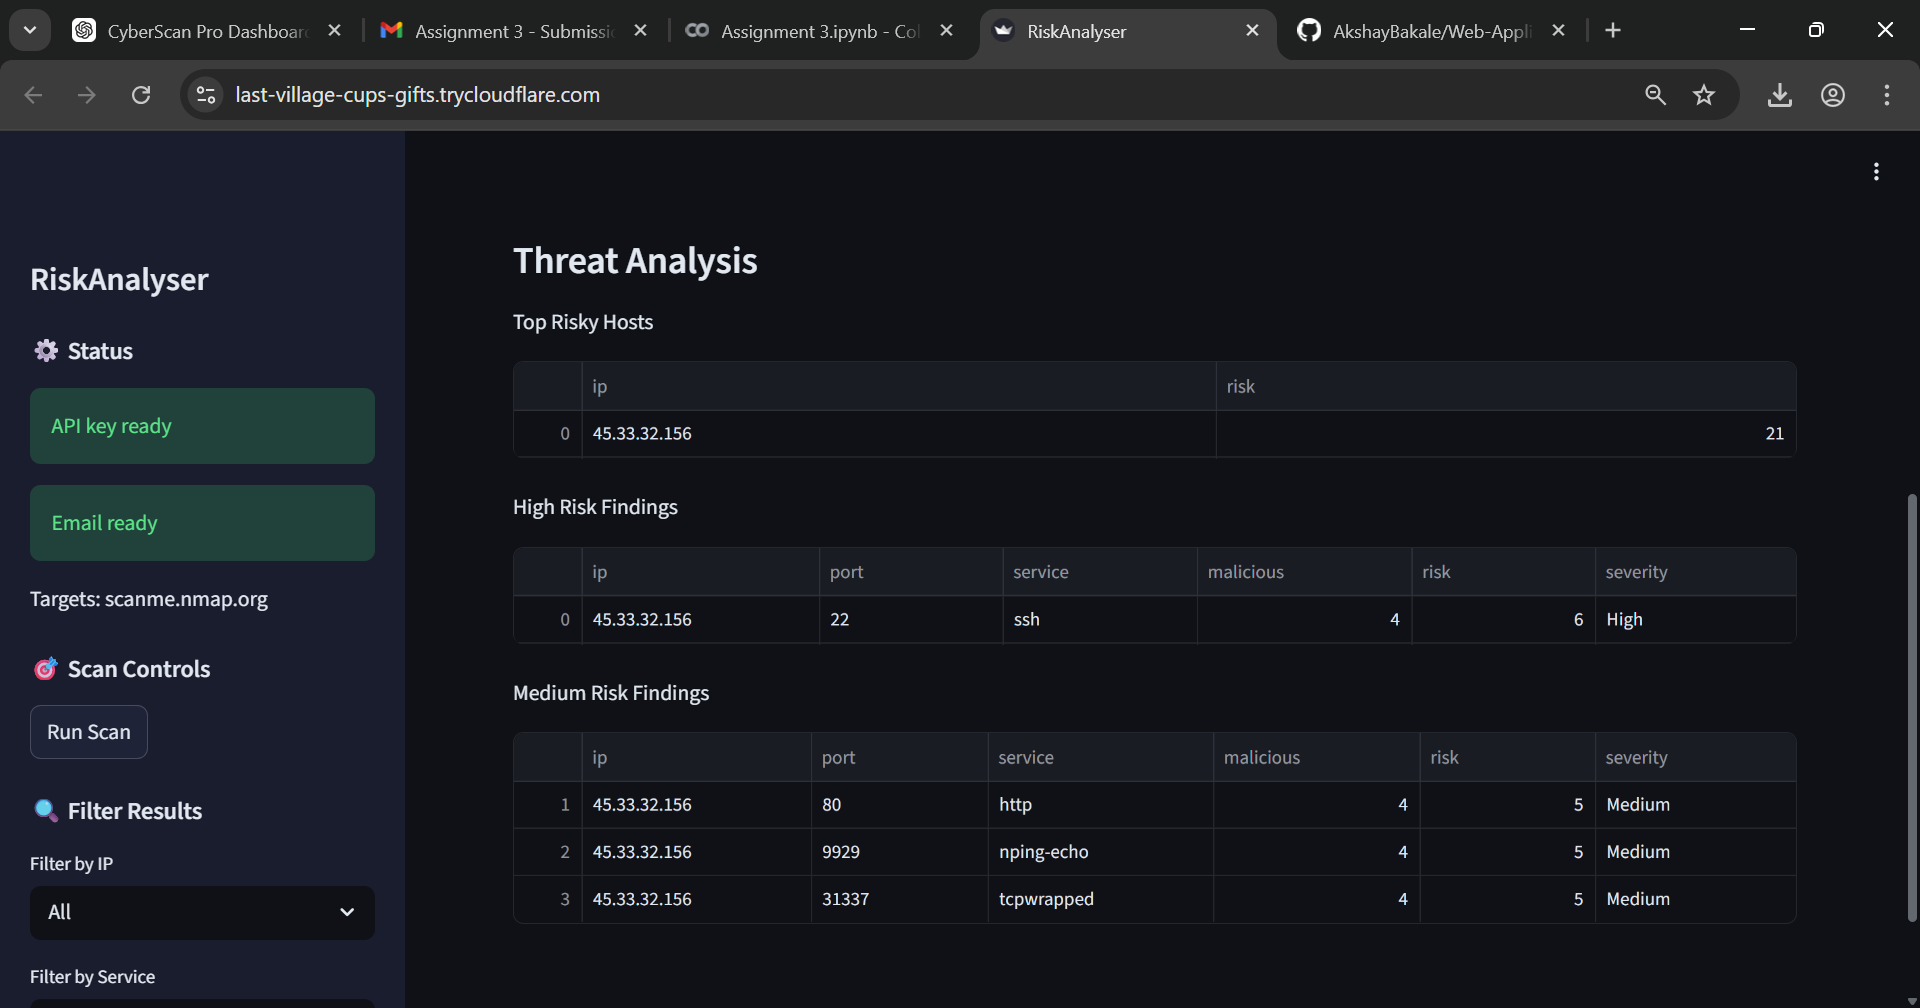 CyberScan Pro Dashboar
Assignment 3 - Submissi
Assignment 3.ipynb - Col
RiskAnalyser
AkshayBakale/Web-Appli
last-village-cups-gifts.trycloudflare.com
RiskAnalyser
Status
API key ready
Email ready
Targets: scanme.nmap.org
Scan Controls
Run Scan
Filter Results
Filter by IP
All
Filter by Service
Threat Analysis
Top Risky Hosts
ip risk
0 45.33.32.156 21
High Risk Findings
ip port service malicious risk severity
0 45.33.32.156 22 ssh 4 6 High
Medium Risk Findings
ip port service malicious risk severity
1 45.33.32.156 80 http 4 5 Medium
2 45.33.32.156 9929 nping-echo 4 5 Medium
3 45.33.32.156 31337 tcpwrapped 4 5 Medium